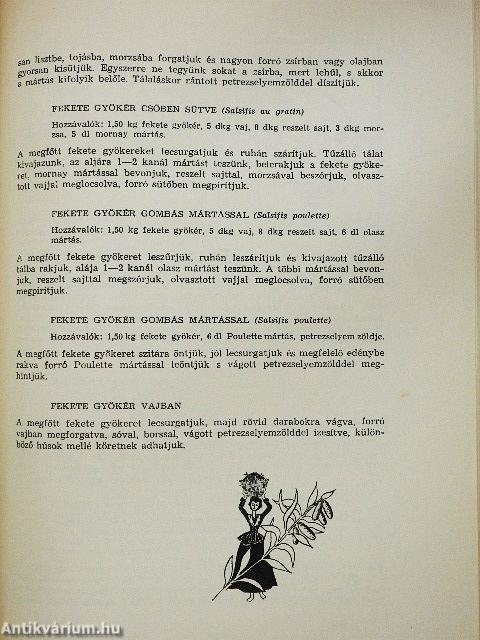 san lisztbe, tojásba, morzsába forgatjuk és nagyon forró zsírban vagy olajban
gyorsan kisütjük. Egyszerre ne tegyünk sokat a zsírba, mert lehűl, s akkor
a mártás kifolyik belőle. Tálaláskor rántott petrezselyemzölddel díszítjük.
FEKETE GYÖKÉR CSŐBEN SÜTVE (Salsifis au gratin)
Hozzávalók: 1,50 kg fekete gyökér, 5 dkg vaj, 8 dkg reszelt sajt, 3 dkg mor-
zsa, 5 dl mornay mártás.
A megfőtt fekete gyökereket lecsurgatjuk és ruhán szárítjuk. Tűzálló tálat
kivajazunk, az aljára 1—2 kanál mártást teszünk, belerakjuk a fekete gyöke-
ret, mornay mártással bevonjuk, reszelt sajttal, morzsával beszórjuk, olvasz-
tott vajjal meglocsolva, forró sütőben megpirítjuk.
FEKETE GYÖKÉR GOMBÁS MÁRTÁSSAL (Salsifis poulette)
Hozzávalók: 1,50 kg fekete gyökér, 5 dkg vaj, 8 dkg reszelt sajt, 6 dl olasz
mártás.
A megfőtt fekete gyökeret leszűrjük, ruhán leszárítjuk és kivajazott tűzálló
tálba rakjuk, alája 1—2 kanál olasz mártást teszünk. A többi mártással bevon-
juk, reszelt sajttal megszórjuk, olvasztott vajjal meglocsolva, forró sütőben
megpirítjuk.
FEKETE GYÖKÉR GOMBÁS MÁRTÁSSAL (Salsifis poulette)
Hozzávalók: 1,50 kg fekete gyökér, 6 dl Poulette mártás, petrezselyem zöldje.
A megfőtt fekete gyökeret szitára öntjük, jól lecsurgatjuk és megfelelő edénybe
rakva forró Poulette mártással leöntjük s vágott petrezselyemzölddel meg-
hintjük.
FEKETE GYÖKÉR VAJBAN
A megfőtt fekete gyökeret lecsurgatjuk, majd rövid darabokra vágva, forró
vajban megforgatva, sóval, borssal, vágott petrezselyemzölddel ízesítve, külön-
böző húsok mellé köretnek adhatjuk.
Antikvárium.hu